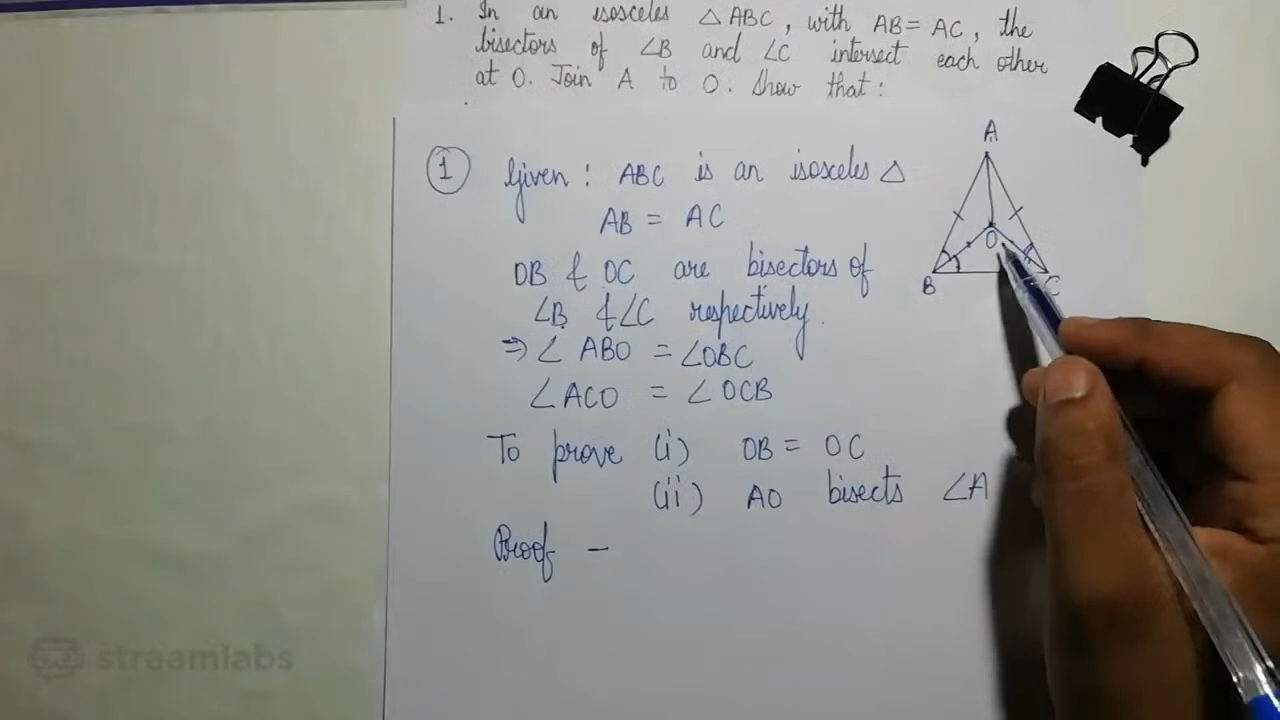 1. In an isosceles △ ABC, with AB = AC, the
bisectors of ∠B and ∠C intersect each other
at O. Join A to O. Show that:
1 Given: ABC is an isosceles △
AB = AC
OB & OC are bisectors of
∠B & ∠C respectively.
⇒ ∠ABO = ∠OBC
∠ACO = ∠OCB
To prove (i) OB = OC
(ii) AO bisects ∠A
Proof –
A
O
B
C
streamlabs